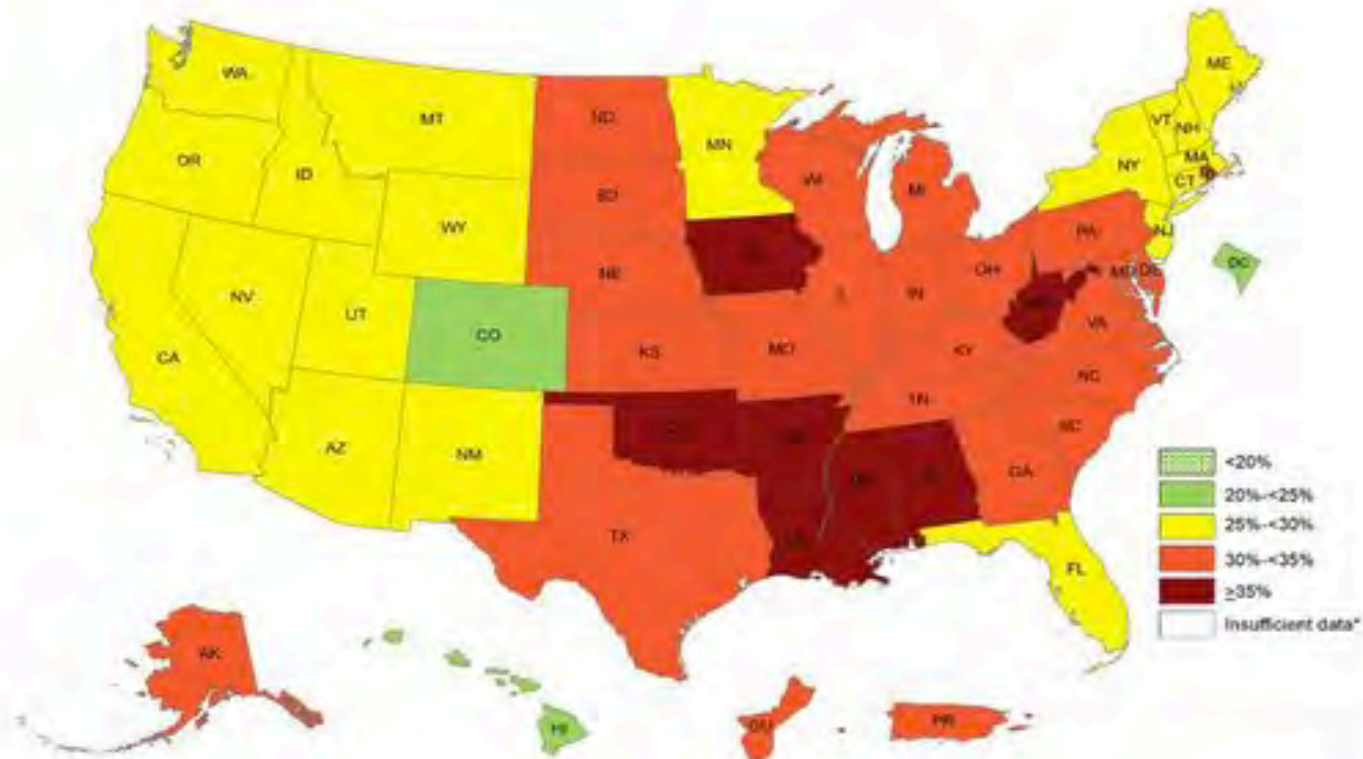 WA
MT
ND
MN
ME
VT
NH
OR
ID
SD
WI
MI
NY
MA
CT
WY
PA
NJ
NE
OH
IN
MD
DE
DC
NV
UT
CO
CA
KS
MO
KY
VA
NC
TN
SC
AZ
NM
GA
TX
FL
AK
HI
GU
PR
<20%
20%-<25%
25%-<30%
30%-<35%
≥35%
Insufficient data*